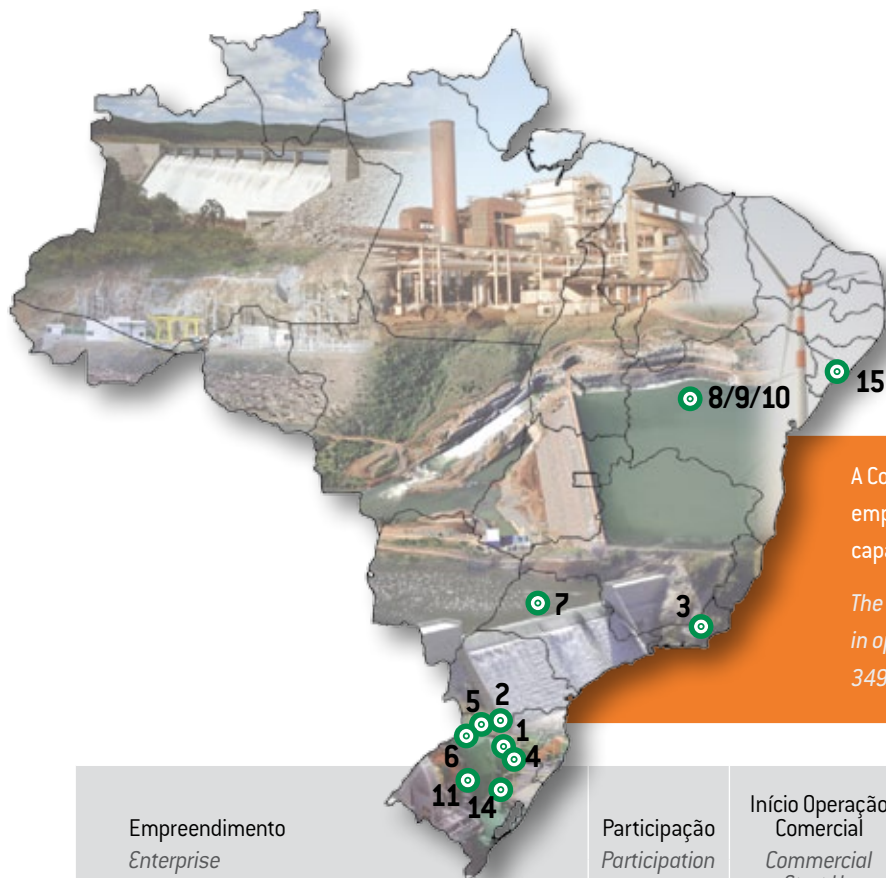 15
8/9/10
A Co
emp
capa
The
in op
349
7
3
2
5
1
6
4
11
14
Empreendimento
Enterprise
Participação
Participation
Início Operação
Comercial
Commercial